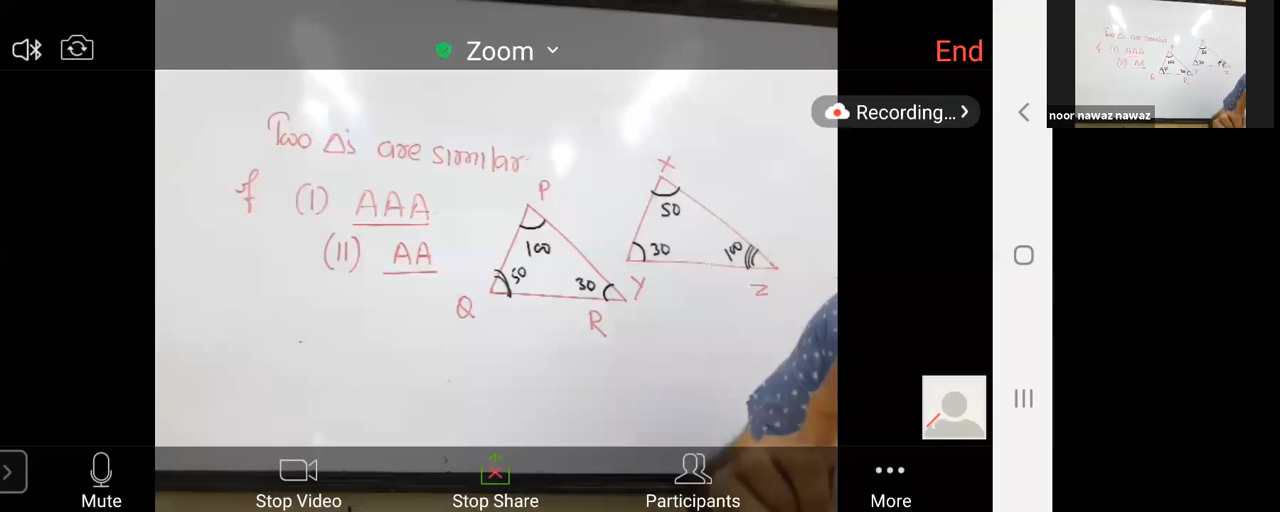 Zoom
End
Recording...
noor nawaz nawaz
Two Δs are similar
if (I) AAA
(II) AA
P
100
50
30
Q
R
X
50
30
100
Y
Z
Mute
Stop Video
Stop Share
Participants
More